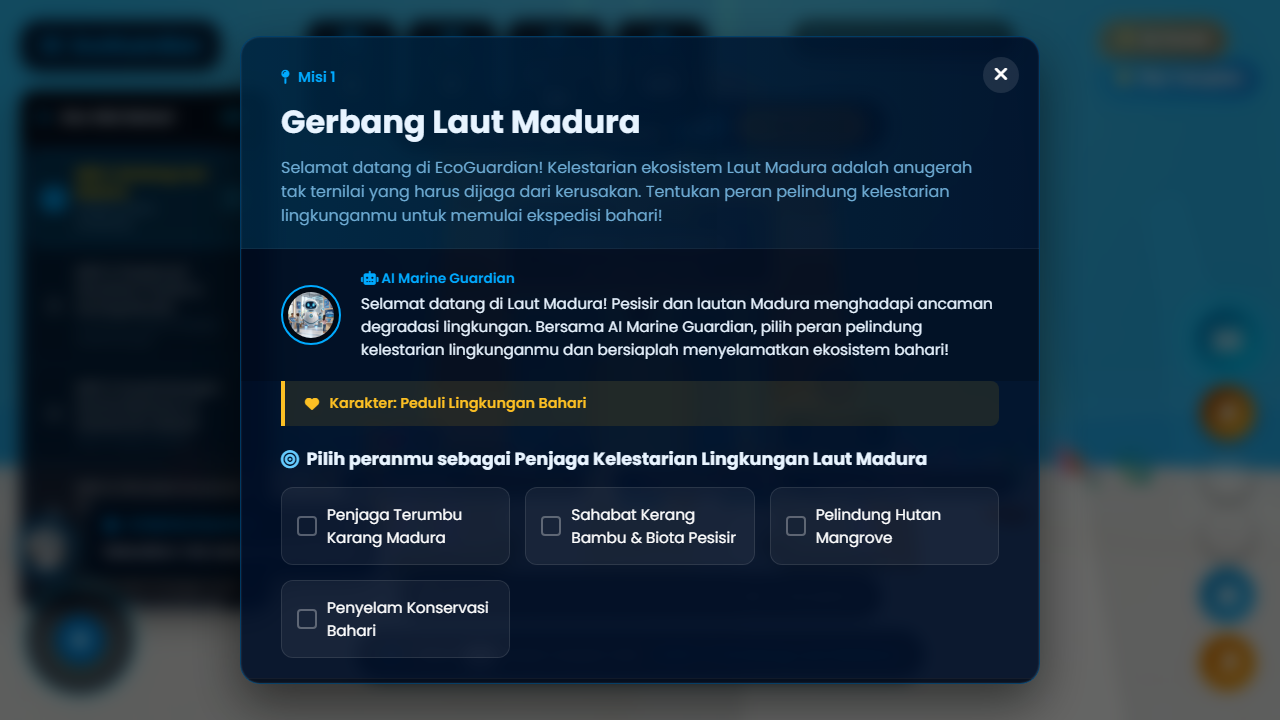 Misi 1
Gerbang Laut Madura
Selamat datang di EcoGuardian! Kelestarian ekosistem Laut Madura adalah anugerah
tak ternilai yang harus dijaga dari kerusakan. Tentukan peran pelindung kelestarian
lingkunganmu untuk memulai ekspedisi bahari!
AI Marine Guardian
Selamat datang di Laut Madura! Pesisir dan lautan Madura menghadapi ancaman
degradasi lingkungan. Bersama AI Marine Guardian, pilih peran pelindung
kelestarian lingkunganmu dan bersiaplah menyelamatkan ekosistem bahari!
Karakter: Peduli Lingkungan Bahari
Pilih peranmu sebagai Penjaga Kelestarian Lingkungan Laut Madura
Penjaga Terumbu
Karang Madura
Sahabat Kerang
Bambu & Biota Pesisir
Pelindung Hutan
Mangrove
Penyelam Konservasi
Bahari